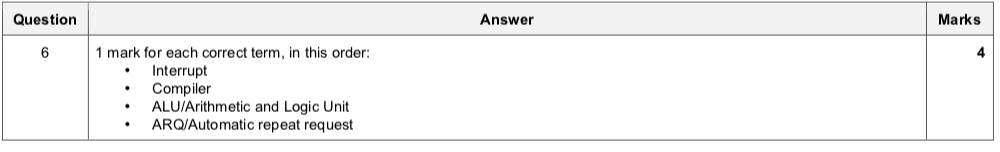 Question Answer Marks
6 1 mark for each correct term, in this order: 4
• Interrupt
• Compiler
• ALU/Arithmetic and Logic Unit
• ARQ/Automatic repeat request